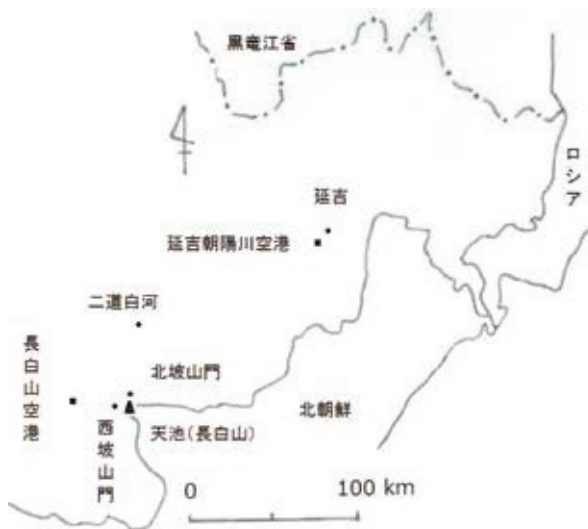 黒竜江省
ロシア
延吉
延吉朝陽川空港
二道白河
長白山空港
北坡山門
西坡山門
天池(長白山)
北朝鮮
0 100 km